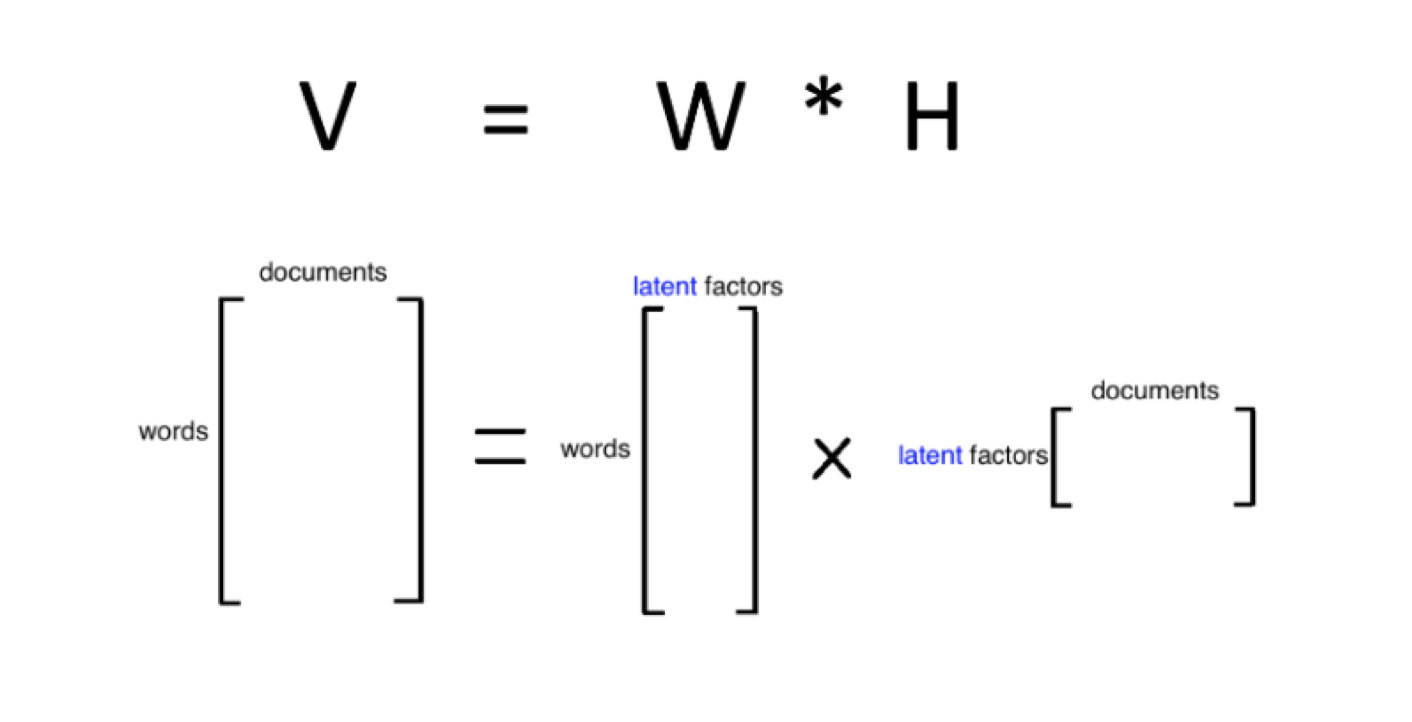 V = W * H
documents
latent factors
documents
words
=
words
×
latent factors